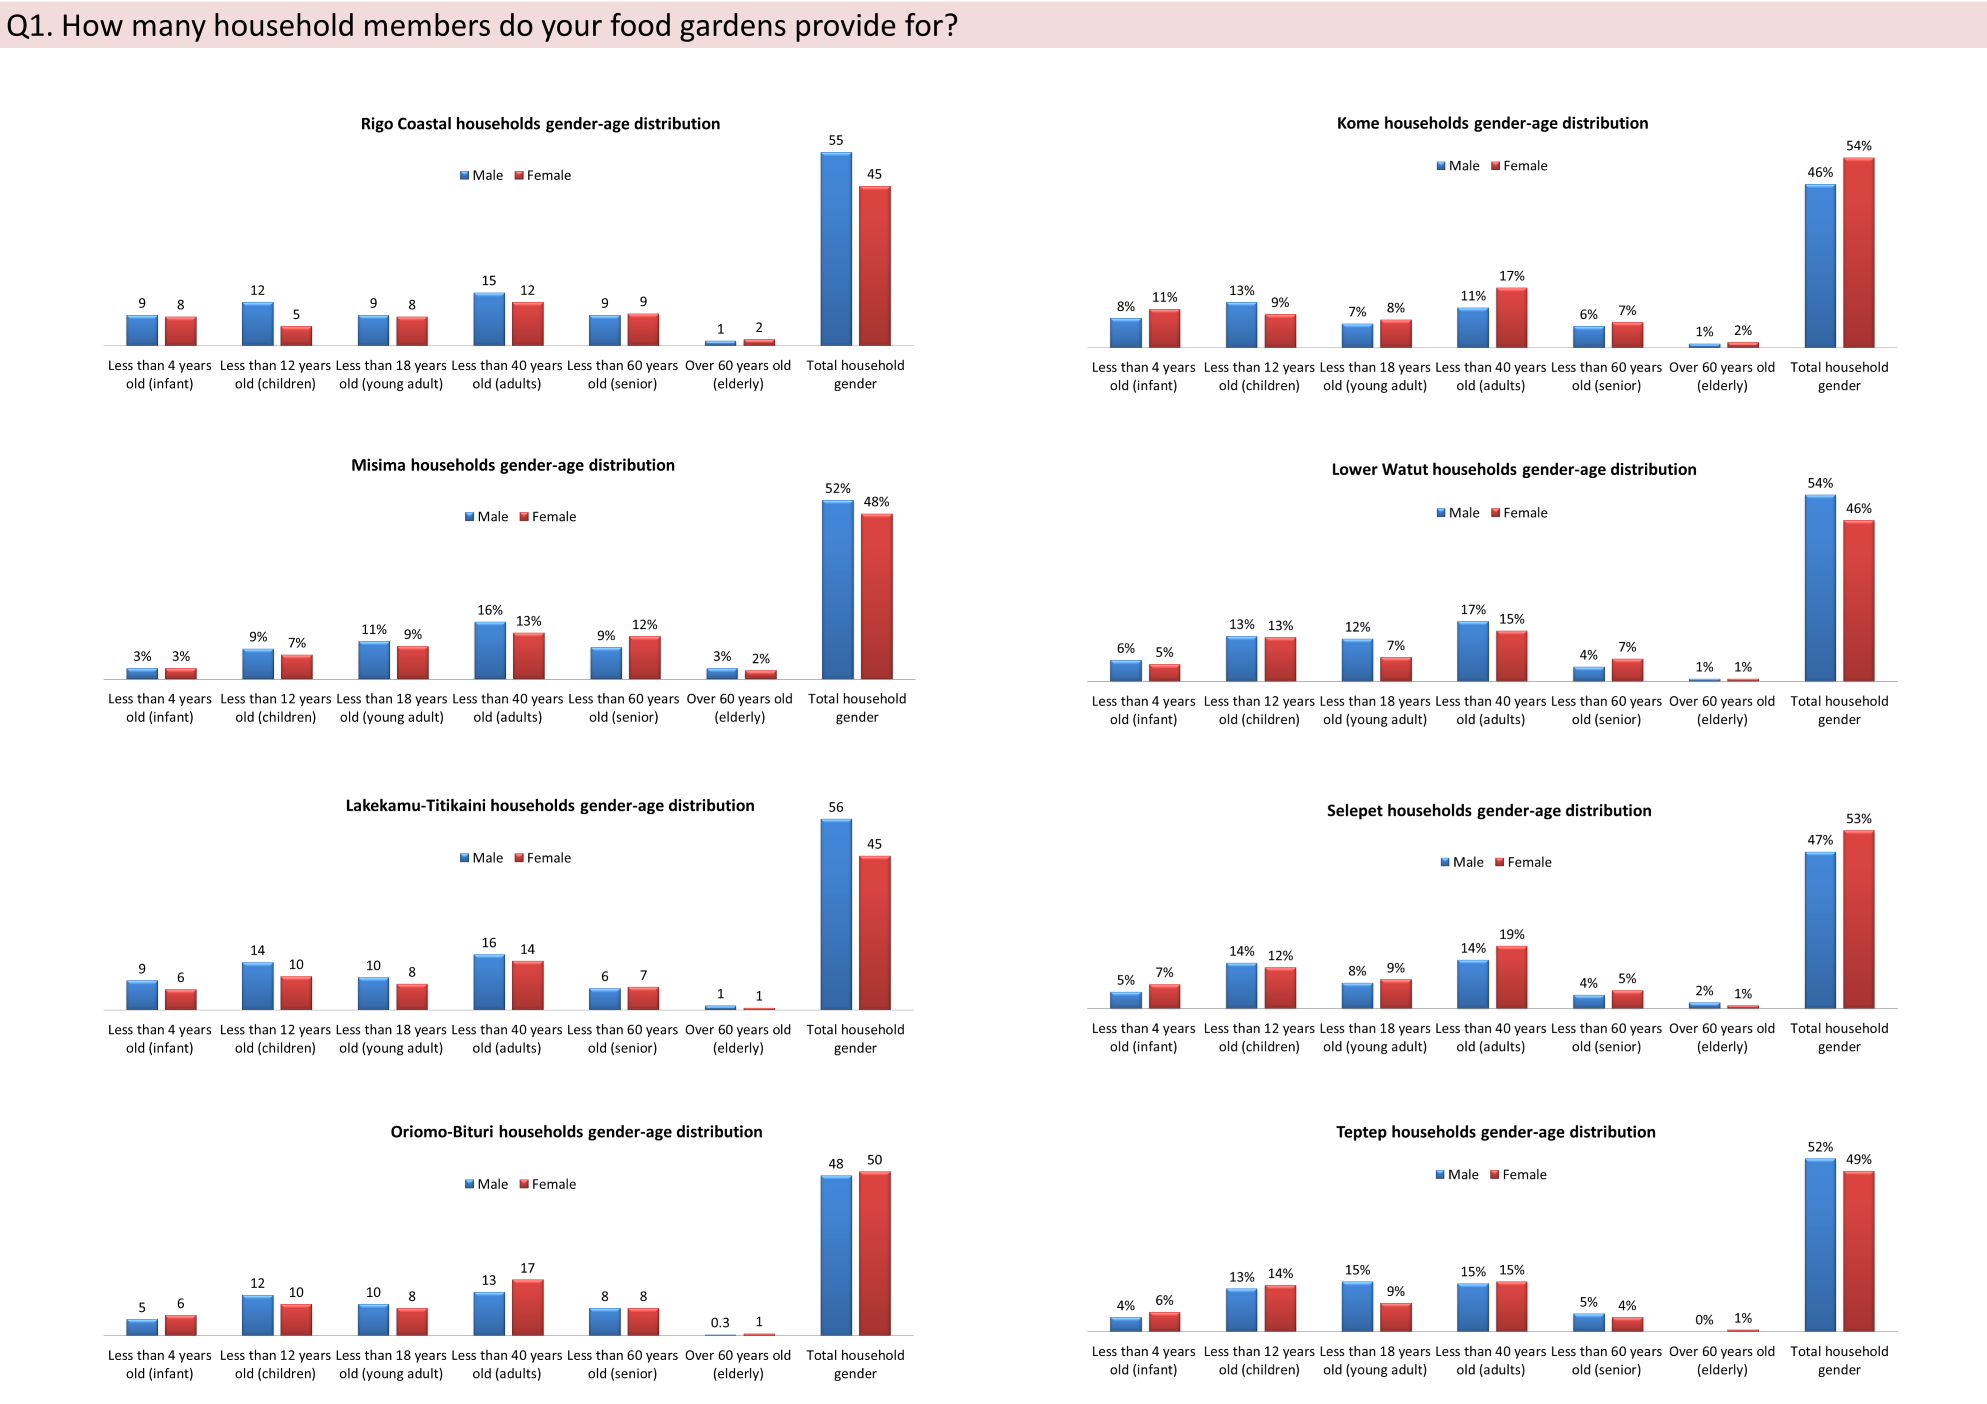 Q1. How many household members do your food gardens provide for?
Rigo Coastal households gender-age distribution
Male Female
9 8 12 5 9 8 15 12 9 9 1 2 55 45
Less than 4 years Less than 12 years Less than 18 years Less than 40 years Less than 60 years Over 60 years old Total household
old (infant) old (children) old (young adult) old (adults) old (senior) (elderly) gender
Kome households gender-age distribution
Male Female
8% 11% 13% 9% 7% 8% 11% 17% 6% 7% 1% 2% 46% 54%
Less than 4 years Less than 12 years Less than 18 years Less than 40 years Less than 60 years Over 60 years old Total household
old (infant) old (children) old (young adult) old (adults) old (senior) (elderly) gender
Misima households gender-age distribution
Male Female
3% 3% 9% 7% 11% 9% 16% 13% 9% 12% 3% 2% 52% 48%
Less than 4 years Less than 12 years Less than 18 years Less than 40 years Less than 60 years Over 60 years old Total household
old (infant) old (children) old (young adult) old (adults) old (senior) (elderly) gender
Lower Watut households gender-age distribution
Male Female
6% 5% 13% 13% 12% 7% 17% 15% 4% 7% 1% 1% 54% 46%
Less than 4 years Less than 12 years Less than 18 years Less than 40 years Less than 60 years Over 60 years old Total household
old (infant) old (children) old (young adult) old (adults) old (senior) (elderly) gender
Lakekamu-Titikaini households gender-age distribution
Male Female
9 6 14 10 10 8 16 14 6 7 1 1 56 45
Less than 4 years Less than 12 years Less than 18 years Less than 40 years Less than 60 years Over 60 years old Total household
old (infant) old (children) old (young adult) old (adults) old (senior) (elderly) gender
Selepet households gender-age distribution
Male Female
5% 7% 14% 12% 8% 9% 14% 19% 4% 5% 2% 1% 47% 53%
Less than 4 years Less than 12 years Less than 18 years Less than 40 years Less than 60 years Over 60 years old Total household
old (infant) old (children) old (young adult) old (adults) old (senior) (elderly) gender
Oriomo-Bituri households gender-age distribution
Male Female
5 6 12 10 10 8 13 17 8 8 0.3 1 48 50
Less than 4 years Less than 12 years Less than 18 years Less than 40 years Less than 60 years Over 60 years old Total household
old (infant) old (children) old (young adult) old (adults) old (senior) (elderly) gender
Teptep households gender-age distribution
Male Female
4% 6% 13% 14% 15% 9% 15% 15% 5% 4% 0% 1% 52% 49%
Less than 4 years Less than 12 years Less than 18 years Less than 40 years Less than 60 years Over 60 years old Total household
old (infant) old (children) old (young adult) old (adults) old (senior) (elderly) gender